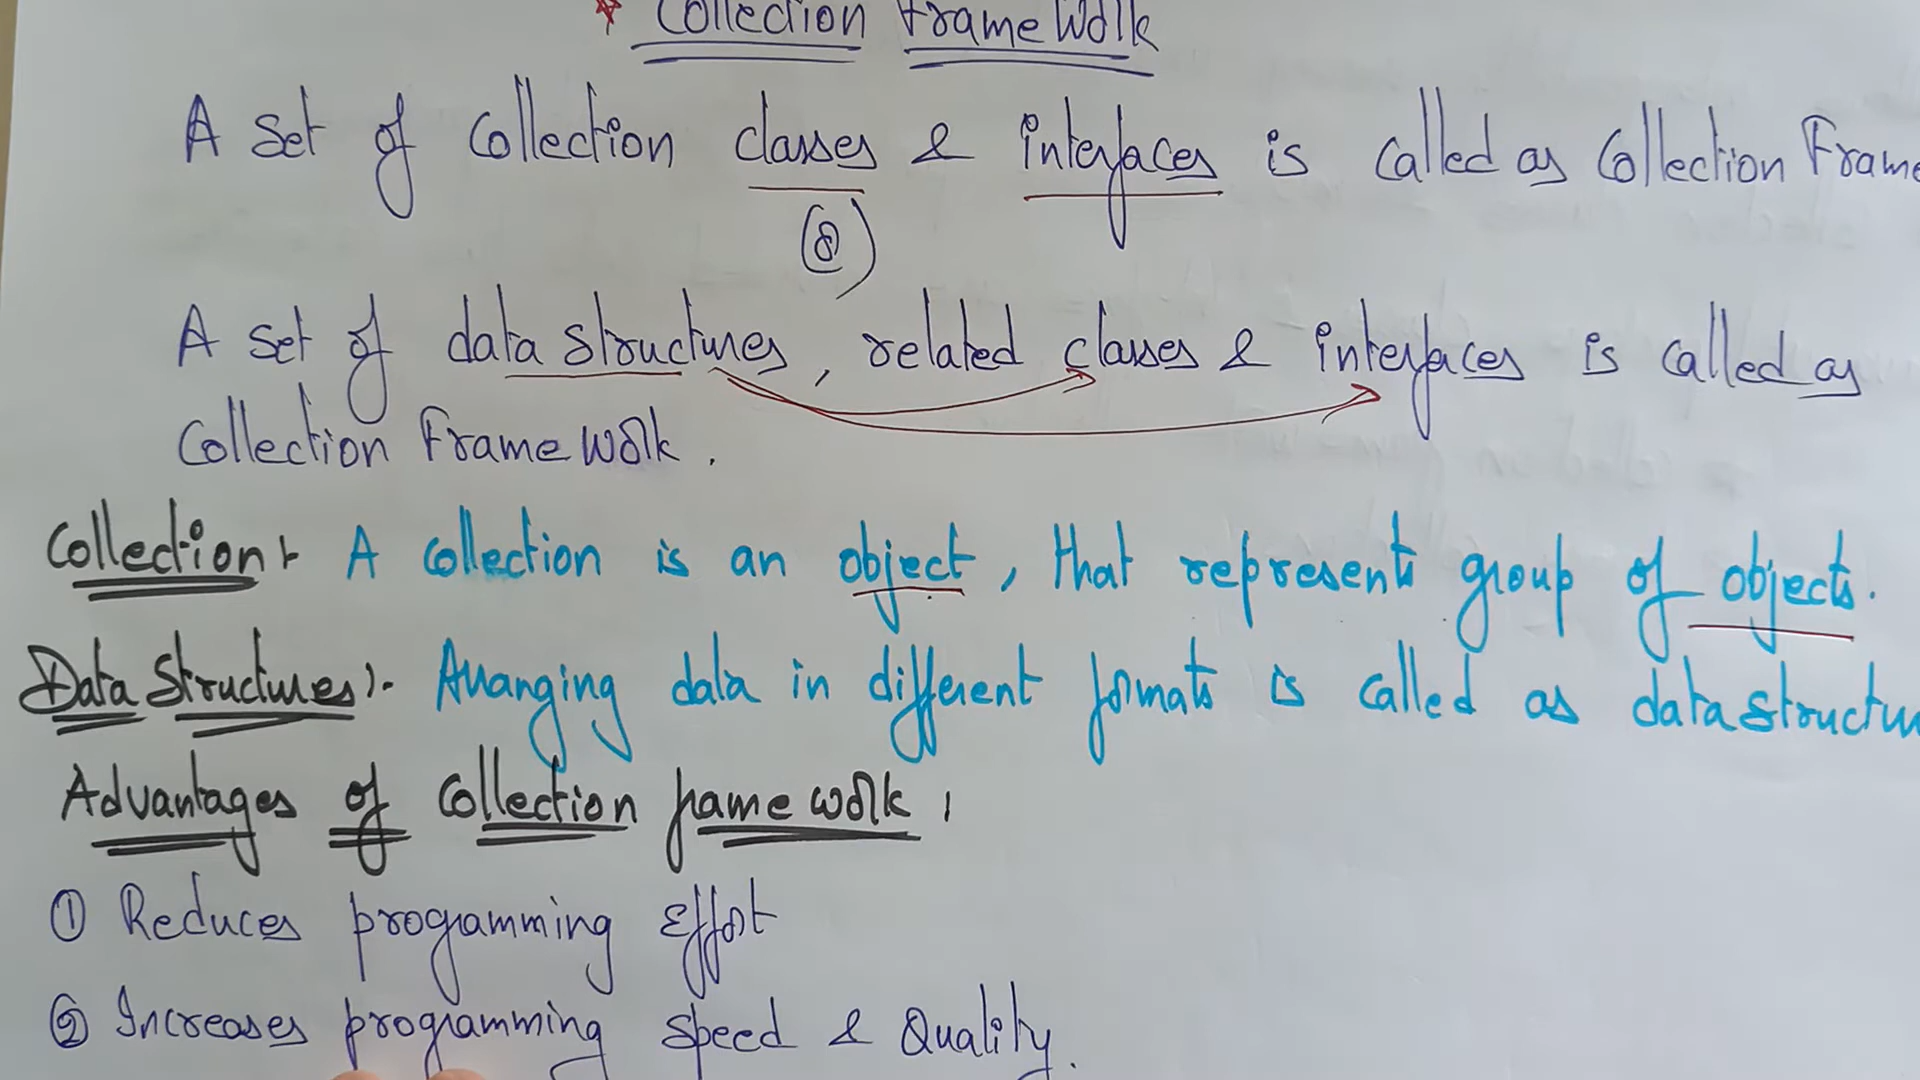 * Collection FrameWork
A Set of Collection classes & interfaces is called as Collection Frame
(or)
A set of data structures, related classes & interfaces is called as
Collection Frame Work.
Collection:- A collection is an object, that represents group of objects.
Data Structures:- Arranging data in different formats is called as data structu
Advantages of Collection frame work:
① Reduces programming Effort
② Increases programming Speed & Quality.